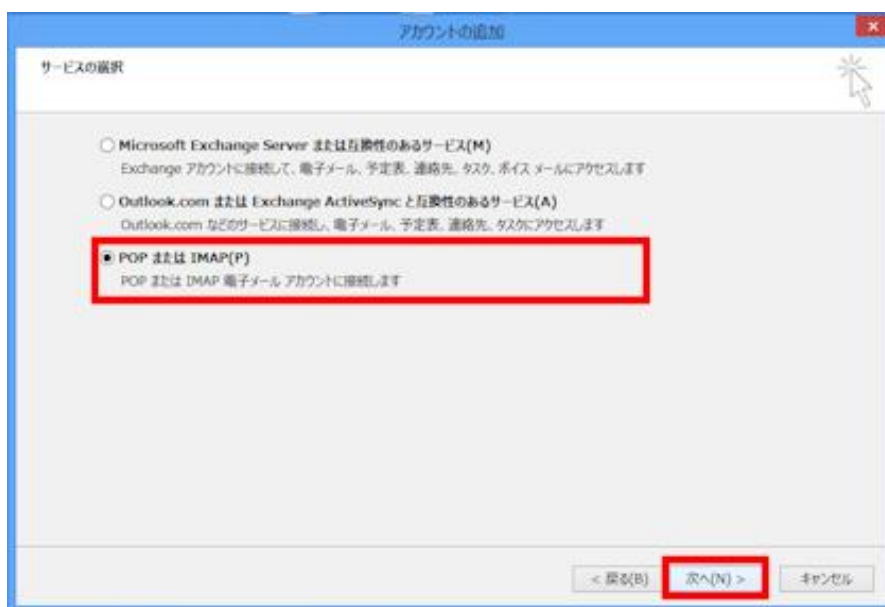 アカウントの追加
サービスの選択
Microsoft Exchange Server または互換性のあるサービス(M)
Exchange アカウントに接続して、電子メール、予定表、連絡先、タスク、ボイス メールにアクセスします
Outlook.com または Exchange ActiveSync と互換性のあるサービス(A)
Outlook.com などのサービスに接続し、電子メール、予定表、連絡先、タスクにアクセスします
POP または IMAP(P)
POP または IMAP 電子メール アカウントに接続します
< 戻る(B) 次へ(N) > キャンセル